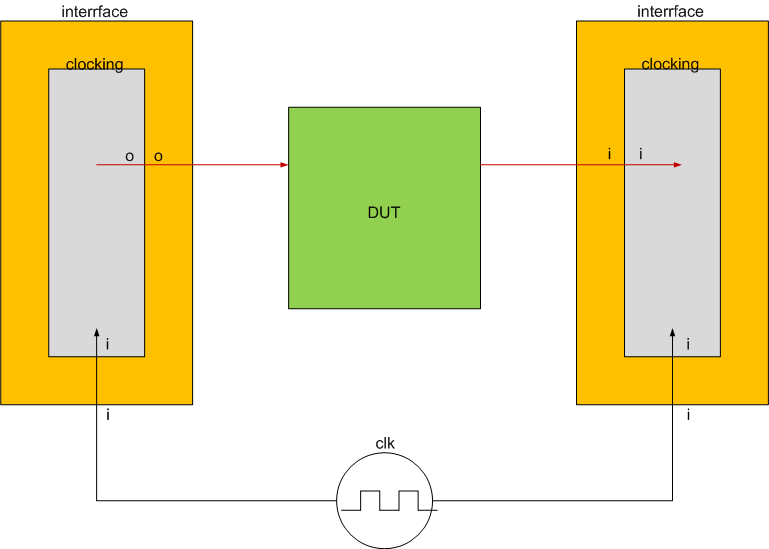 interrface
interrface
clocking
clocking
o o
i i
DUT
i
i
i
i
clk